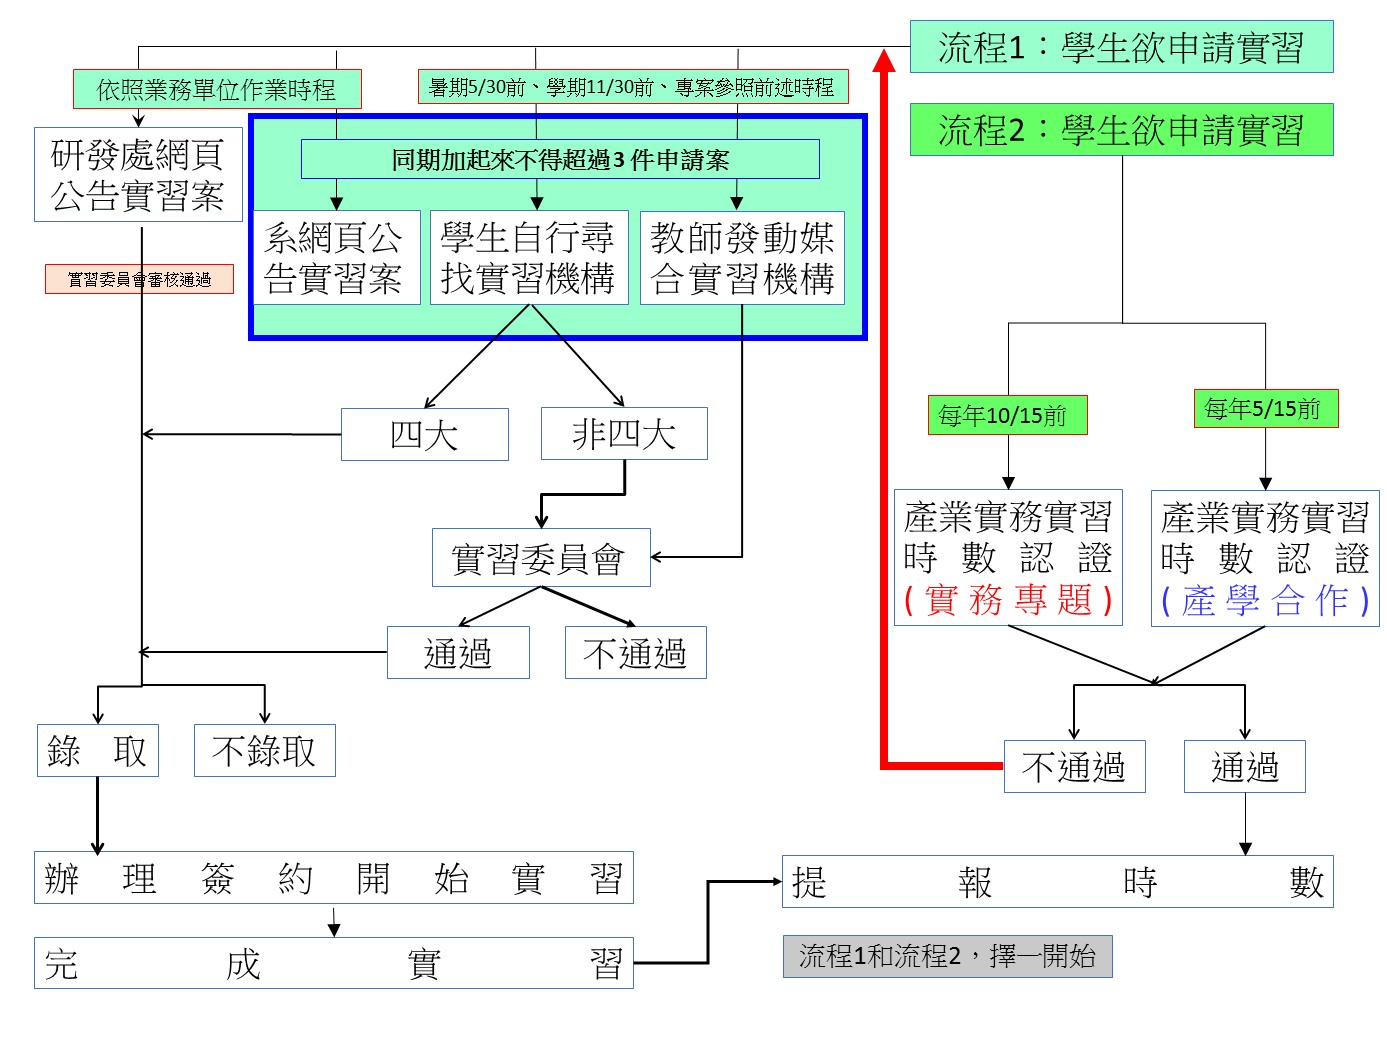 流程1：學生欲申請實習
依照業務單位作業時程
暑期5/30前、學期11/30前、專案參照前述時程
流程2：學生欲申請實習
研發處網頁
公告實習案
同期加起來不得超過3 件申請案
系網頁公
告實習案
學生自行尋
找實習機構
教師發動媒
合實習機構
實習委員會審核通過
四大
非四大
每年10/15前
每年5/15前
產業實務實習
時數認證
(實務專題)
產業實務實習
時數認證
(產學合作)
實習委員會
通過
不通過
錄 取
不錄取
不通過
通過
辦理簽約開始實習
提報時數
完成實習
流程1和流程2，擇一開始